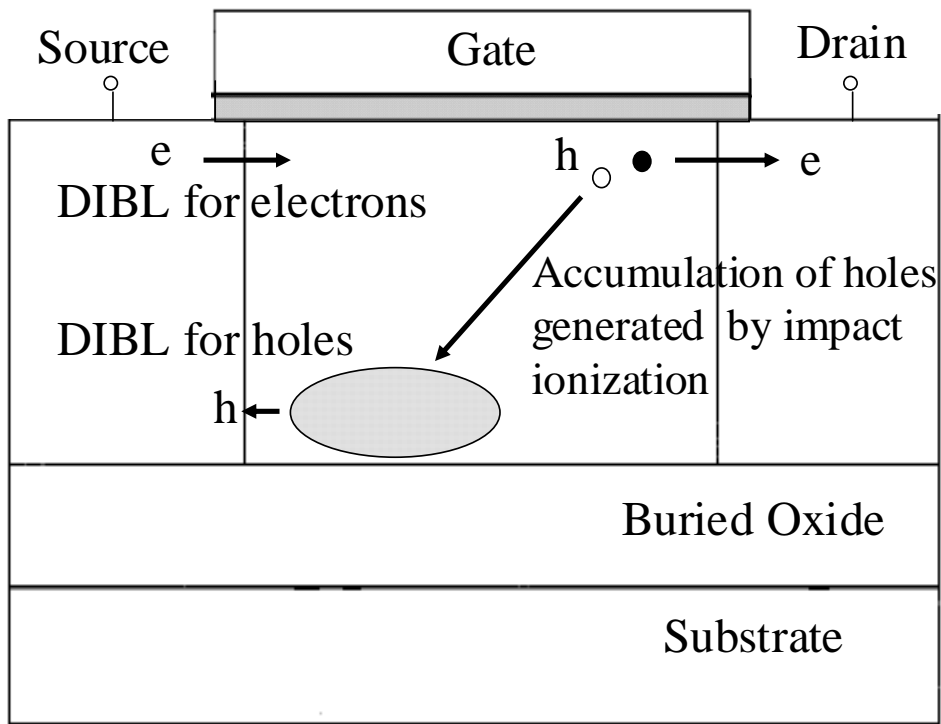 Source
Gate
Drain
e
h
e
DIBL for electrons
Accumulation of holes
generated by impact
ionization
DIBL for holes
h
Buried Oxide
Substrate